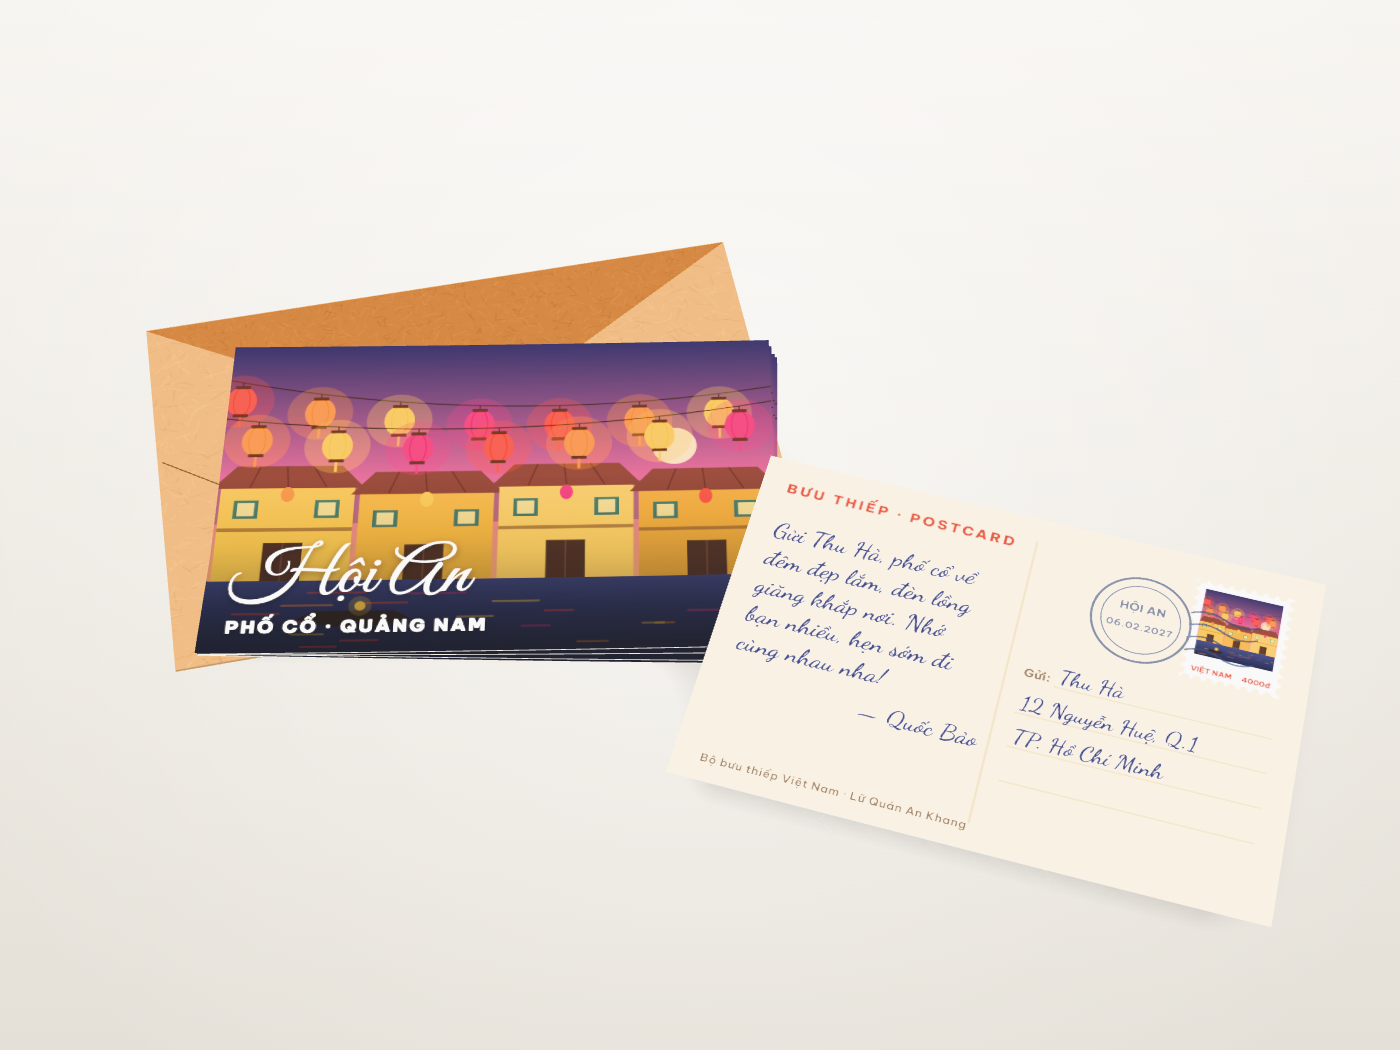 Hội An
PHỐ CỔ · QUẢNG NAM
BƯU THIẾP · POSTCARD
Gửi Thu Hà, phố cổ về
đêm đẹp lắm, đèn lồng
giăng khắp nơi. Nhớ
bạn nhiều, hẹn sớm đi
cùng nhau nha!
— Quốc Bảo
Bộ bưu thiếp Việt Nam · Lữ Quán An Khang
HỘI AN
06.02.2027
VIỆT NAM 4000đ
Gửi: Thu Hà
12 Nguyễn Huệ, Q.1
TP. Hồ Chí Minh